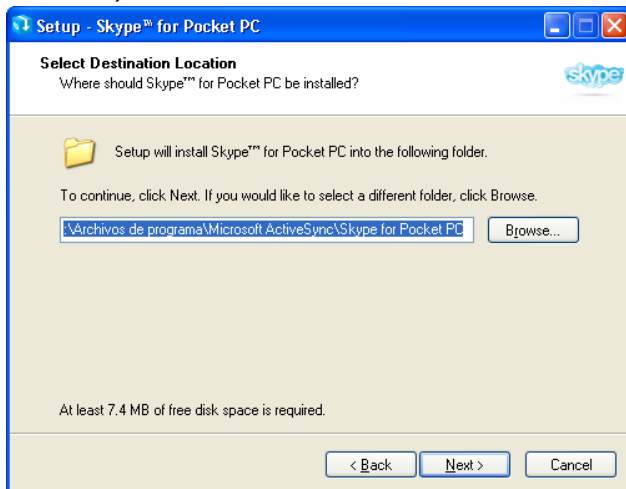 Setup - Skype™ for Pocket PC
Select Destination Location
Where should Skype™ for Pocket PC be installed?
skype
Setup will install Skype™ for Pocket PC into the following folder.
To continue, click Next. If you would like to select a different folder, click Browse.
:\Archivos de programa\Microsoft ActiveSync\Skype for Pocket PC
Browse...
At least 7.4 MB of free disk space is required.
< Back Next > Cancel